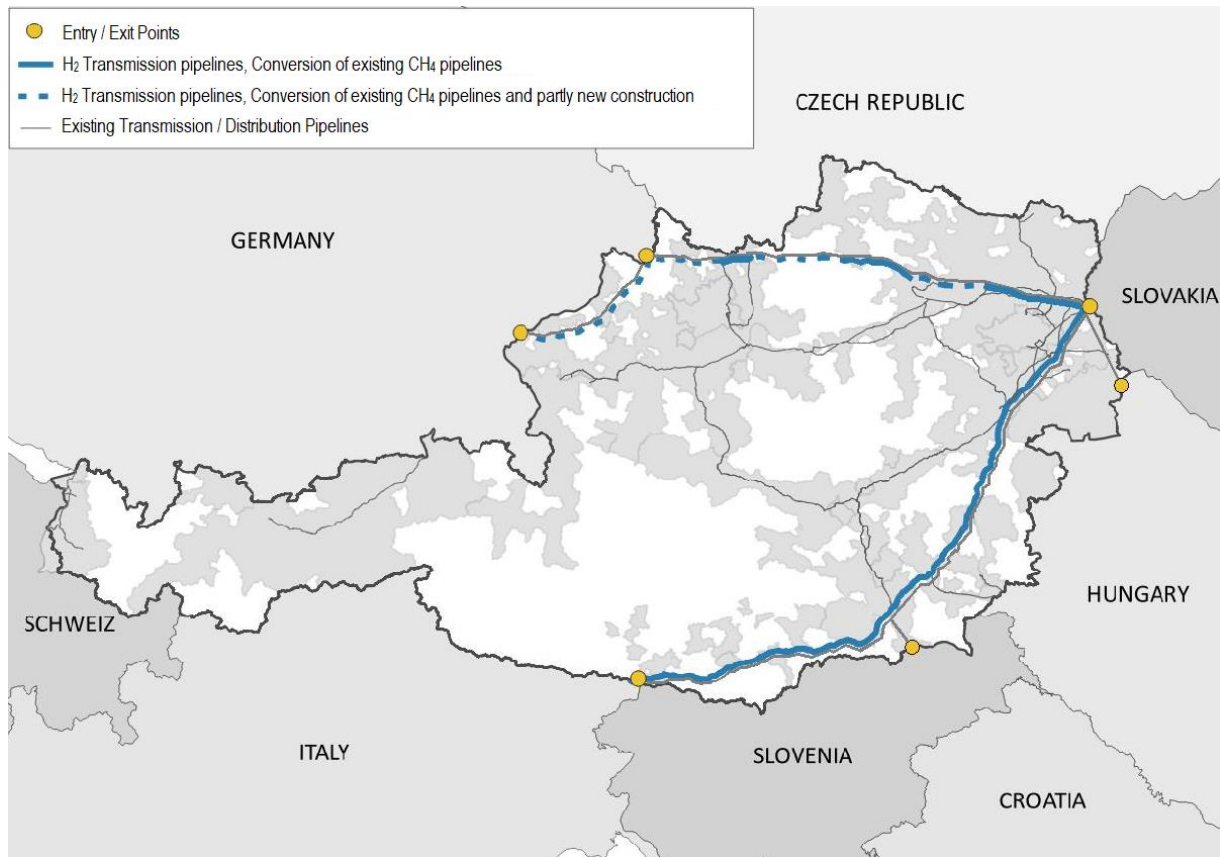 Entry / Exit Points
H₂ Transmission pipelines, Conversion of existing CH₄ pipelines
H₂ Transmission pipelines, Conversion of existing CH₄ pipelines and partly new construction
Existing Transmission / Distribution Pipelines
CZECH REPUBLIC
GERMANY
SLOVAKIA
HUNGARY
SCHWEIZ
ITALY
SLOVENIA
CROATIA